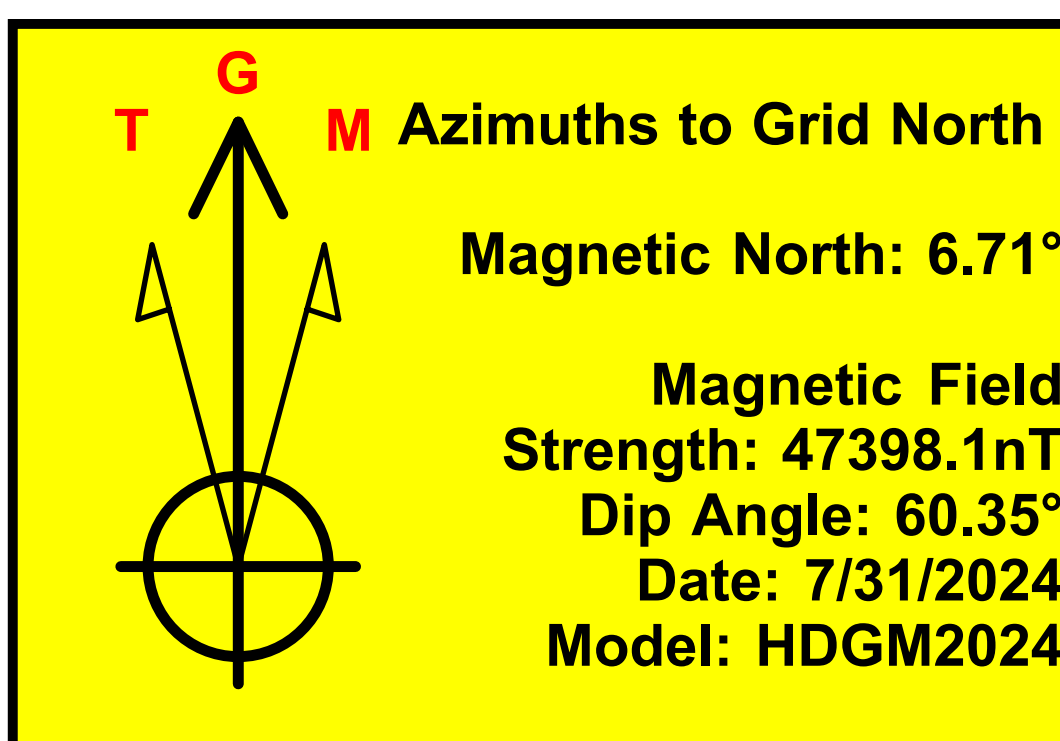 G
T M
Azimuths to Grid North
Magnetic North: 6.71°
Magnetic Field
Strength: 47398.1nT
Dip Angle: 60.35°
Date: 7/31/2024
Model: HDGM2024